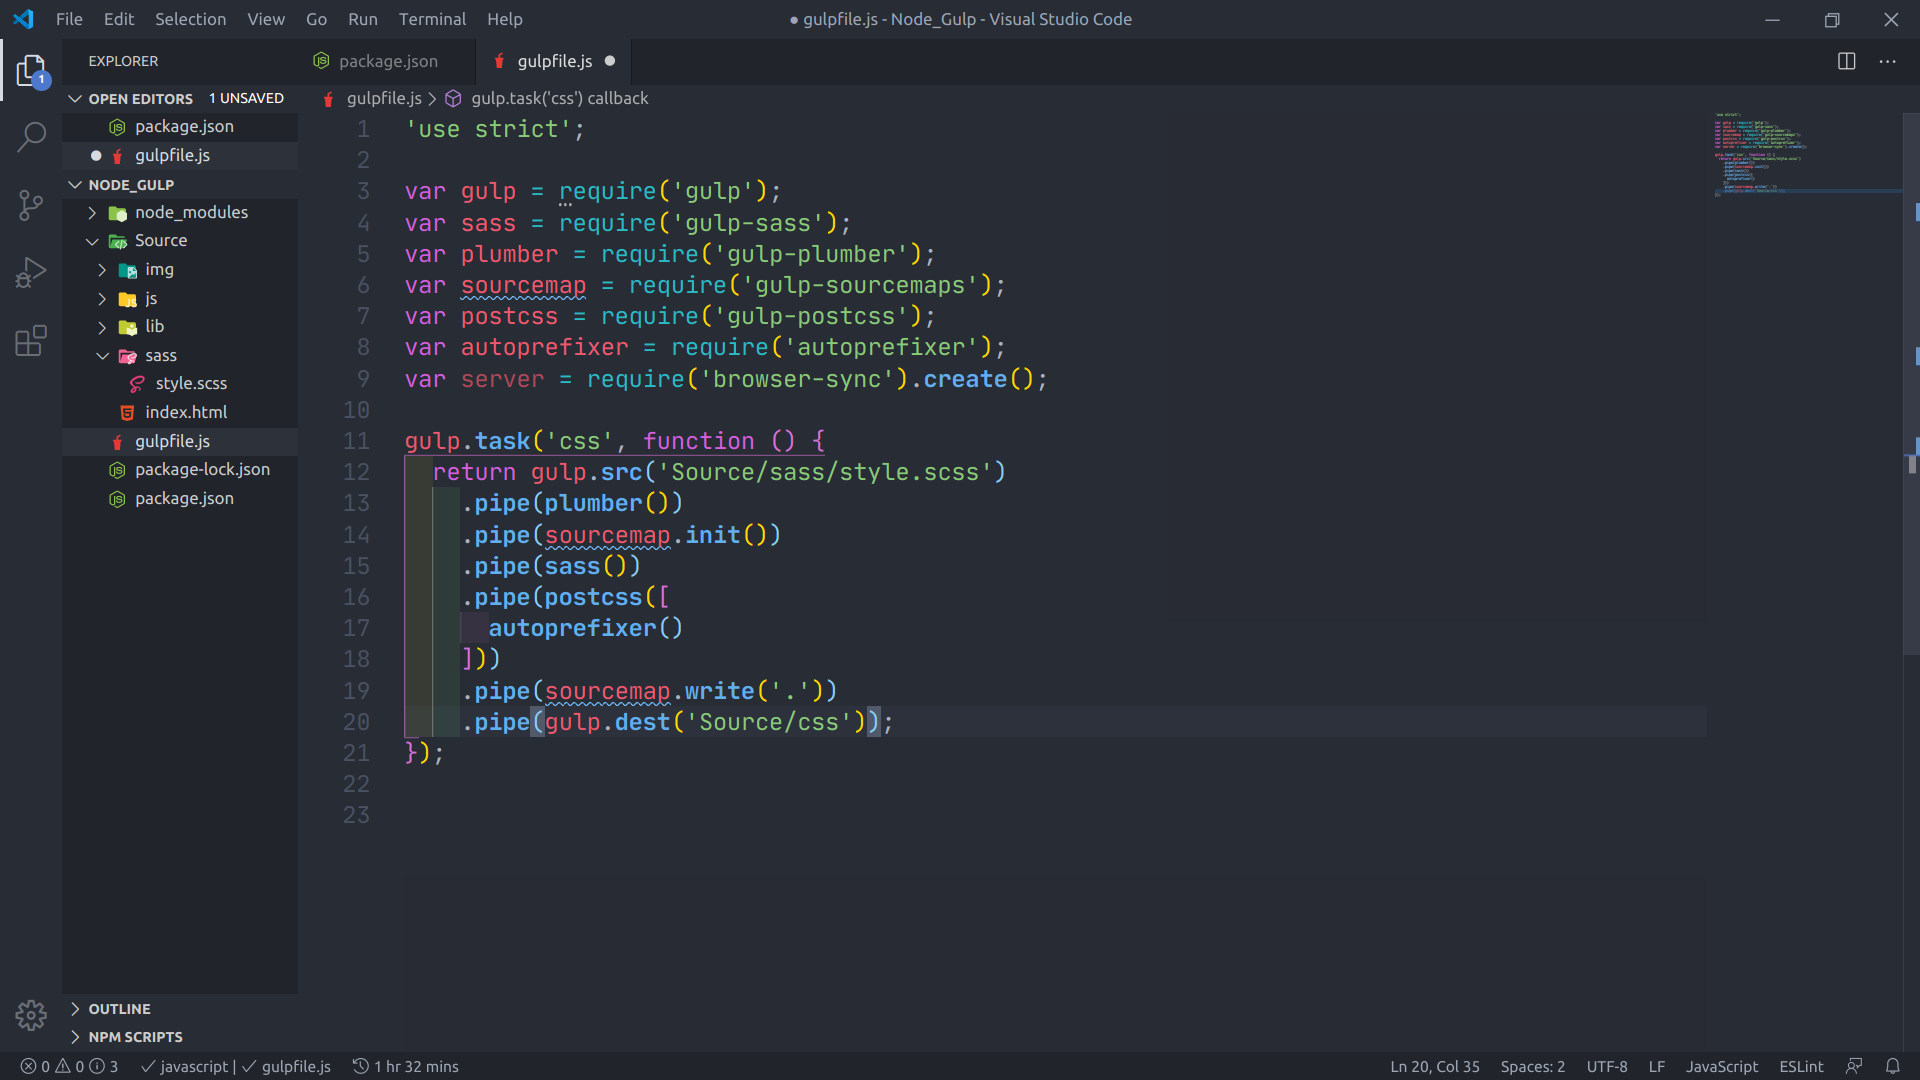 File Edit Selection View Go Run Terminal Help
● gulpfile.js - Node_Gulp - Visual Studio Code
EXPLORER
package.json
gulpfile.js
OPEN EDITORS 1 UNSAVED
package.json
gulpfile.js
NODE_GULP
node_modules
Source
img
js
lib
sass
style.scss
index.html
gulpfile.js
package-lock.json
package.json
OUTLINE
NPM SCRIPTS
1
gulpfile.js > gulp.task('css') callback
1 'use strict';
2
3 var gulp = require('gulp');
4 var sass = require('gulp-sass');
5 var plumber = require('gulp-plumber');
6 var sourcemap = require('gulp-sourcemaps');
7 var postcss = require('gulp-postcss');
8 var autoprefixer = require('autoprefixer');
9 var server = require('browser-sync').create();
10
11 gulp.task('css', function () {
12 return gulp.src('Source/sass/style.scss')
13 .pipe(plumber())
14 .pipe(sourcemap.init())
15 .pipe(sass())
16 .pipe(postcss([
17 autoprefixer()
18 ]))
19 .pipe(sourcemap.write('.'))
20 .pipe(gulp.dest('Source/css'));
21 });
22
23
0 0 3 javascript | gulpfile.js 1 hr 32 mins
Ln 20, Col 35 Spaces: 2 UTF-8 LF JavaScript ESLint